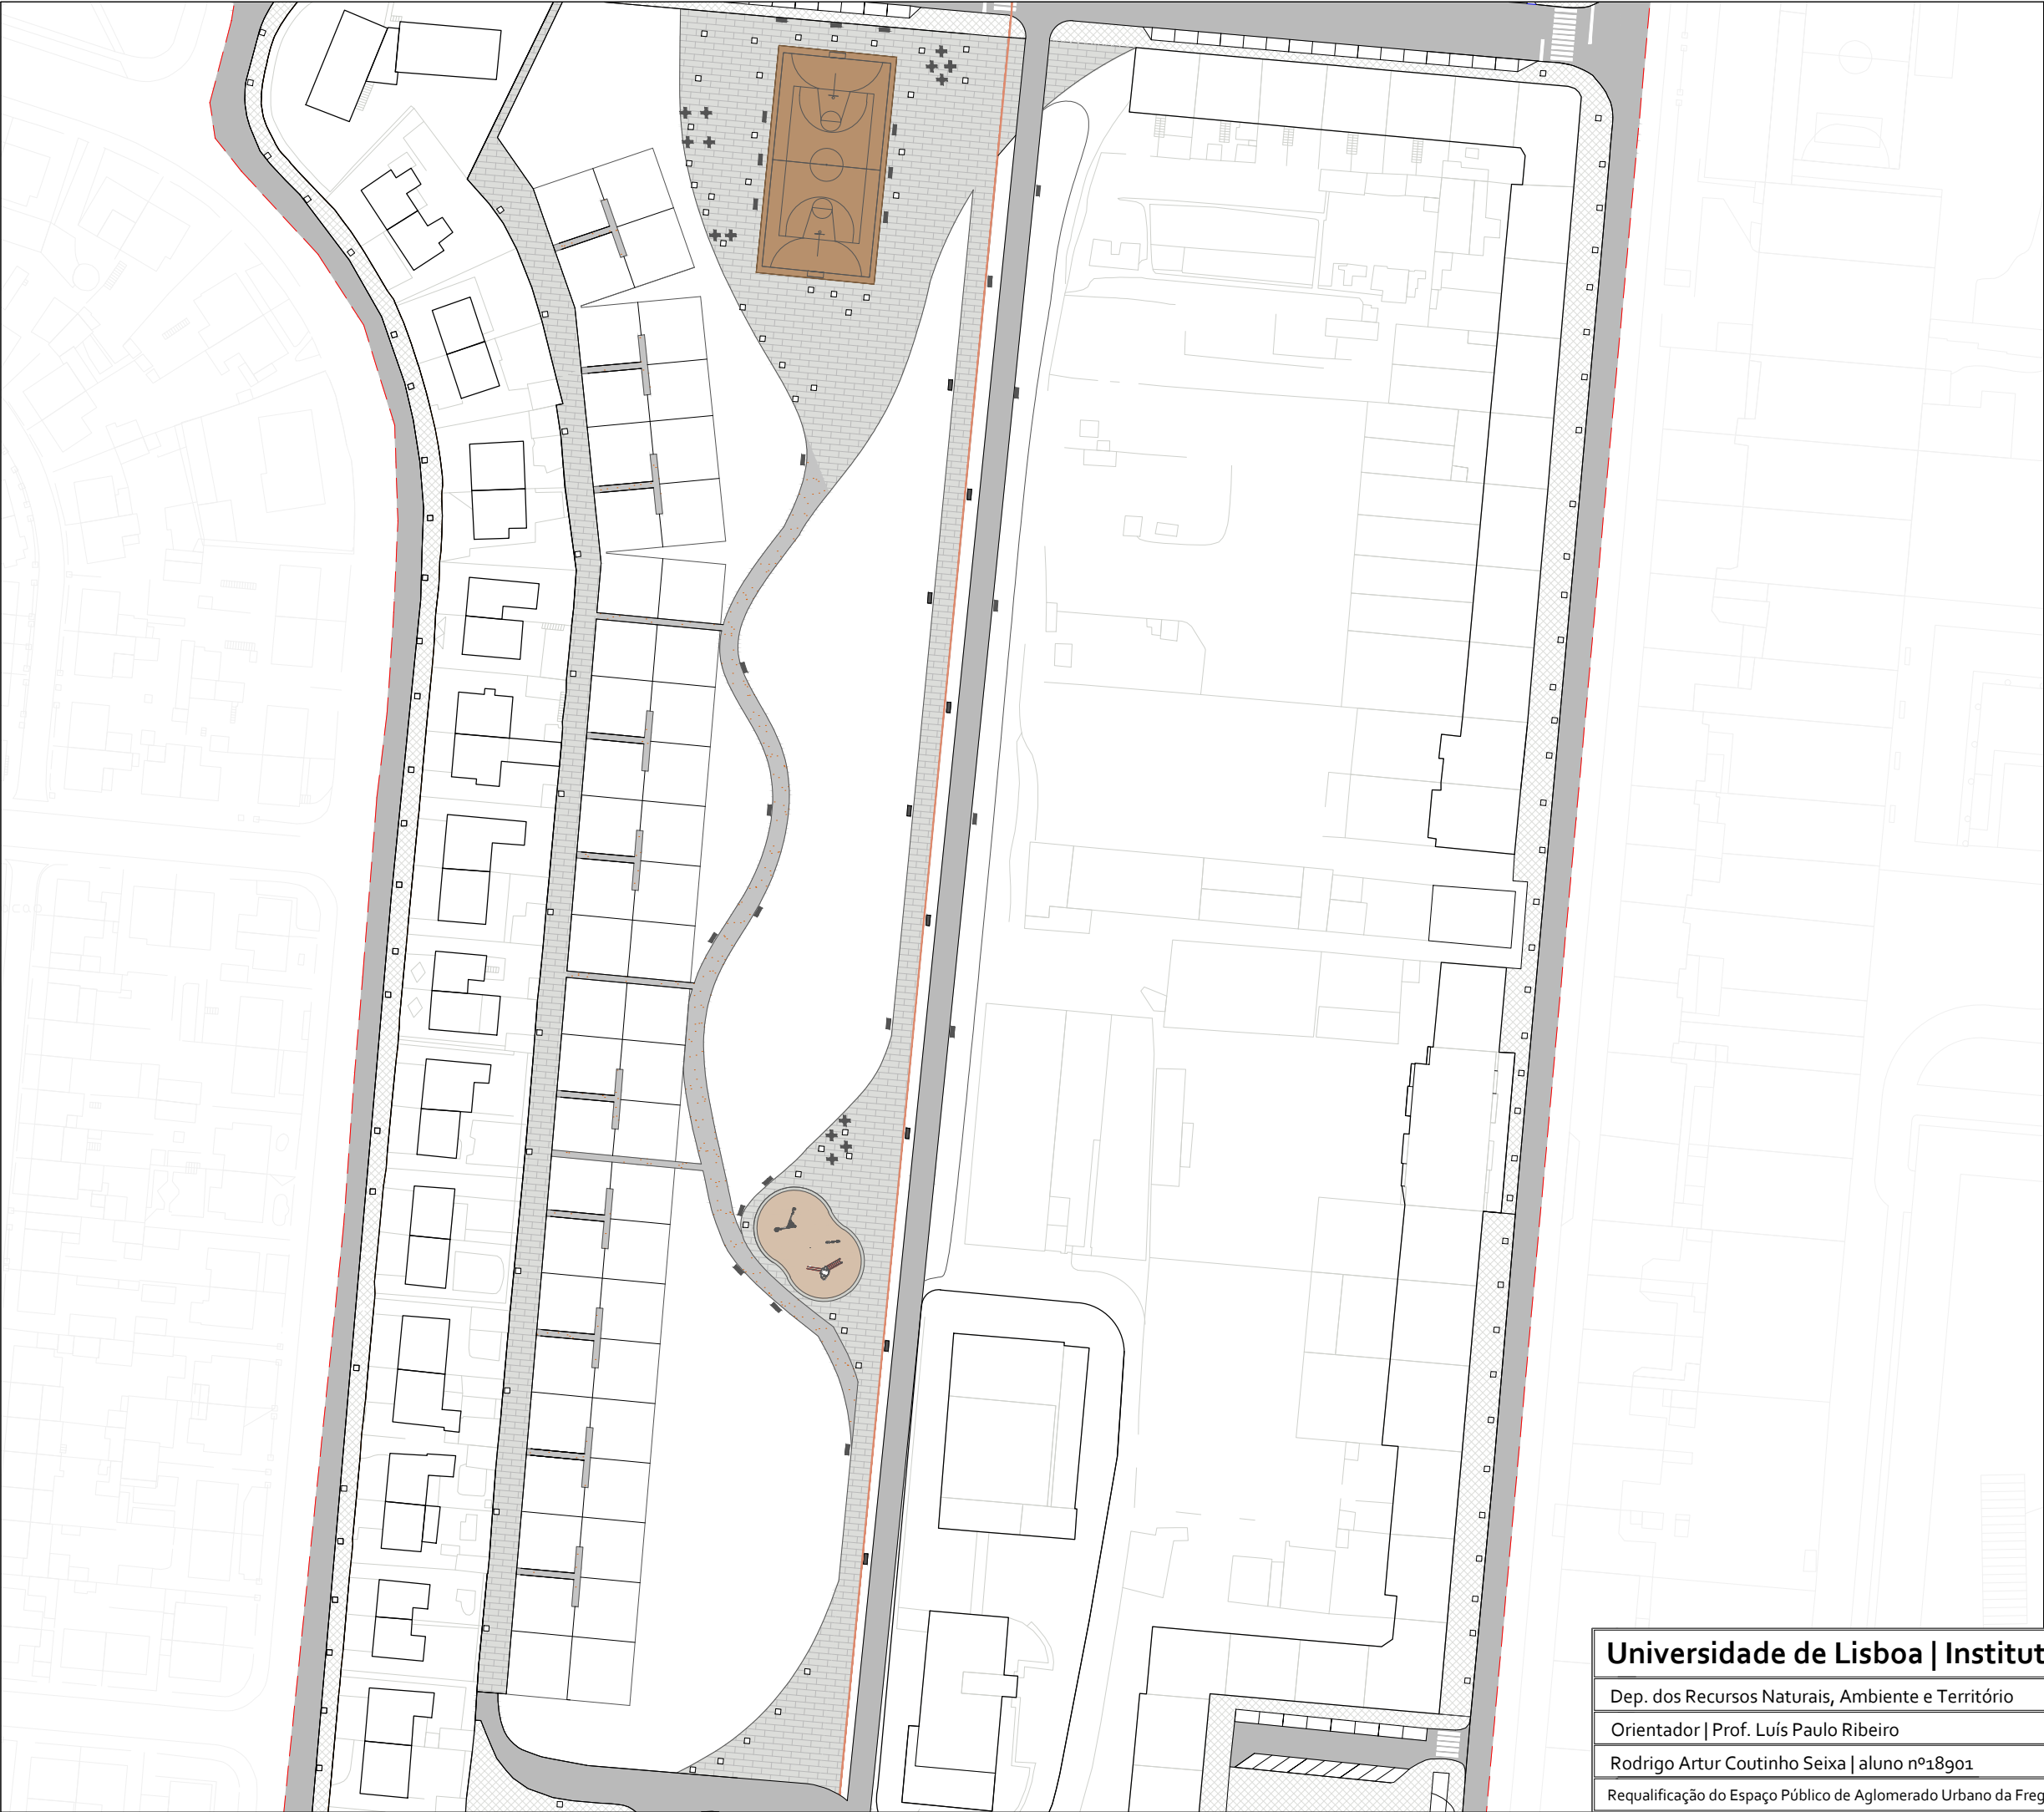 Universidade de Lisboa | Institut
Dep. dos Recursos Naturais, Ambiente e Território
Orientador | Prof. Luís Paulo Ribeiro
Rodrigo Artur Coutinho Seixa | aluno nº18901
Requalificação do Espaço Público de Aglomerado Urbano da Freg